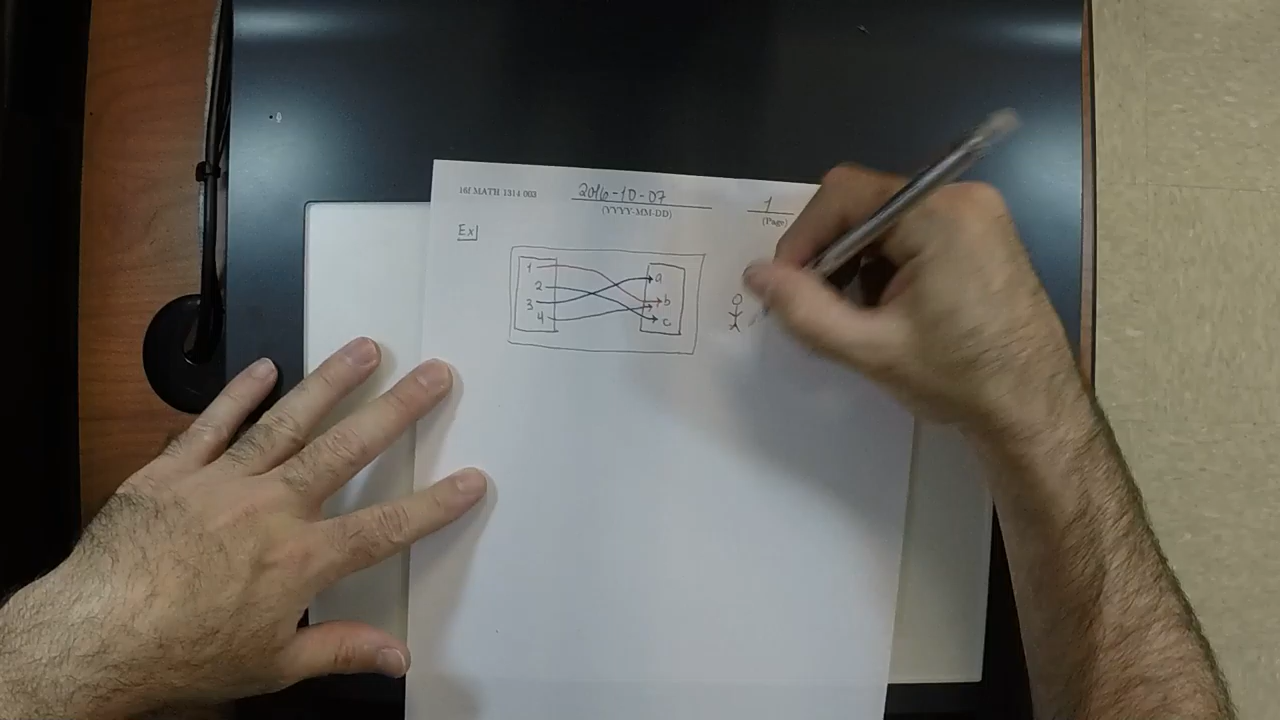 16f MATH 1314 003 2016-10-07 1
(YYYY-MM-DD) (Page)
Ex
1 a
2 b
3 c
4